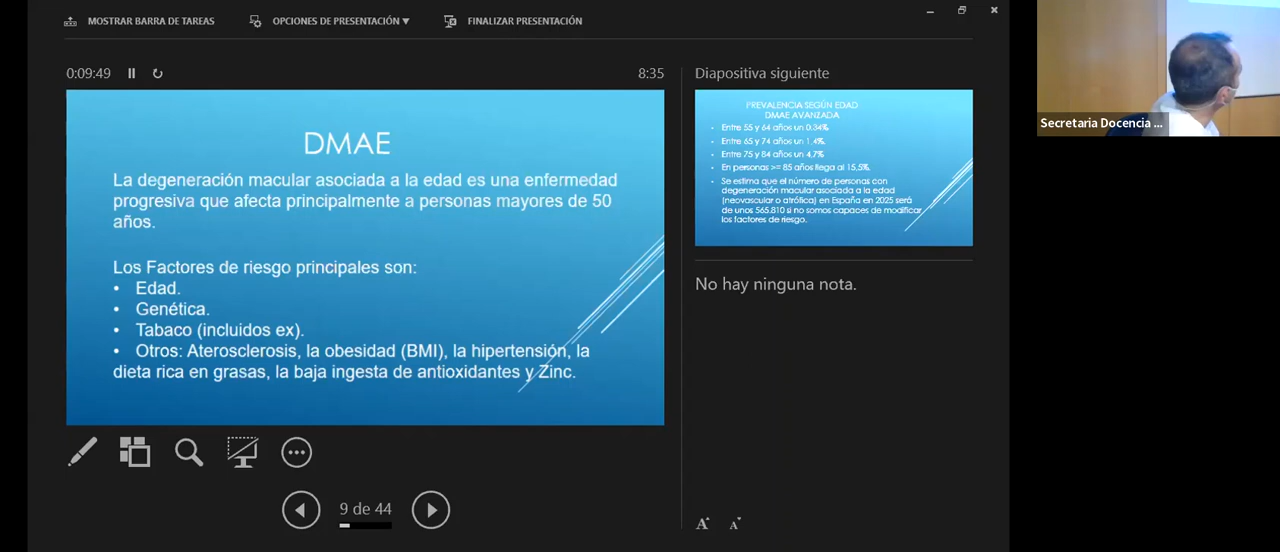 MOSTRAR BARRA DE TAREAS
OPCIONES DE PRESENTACIÓN
FINALIZAR PRESENTACIÓN
0:09:49
8:35
DMAE
La degeneración macular asociada a la edad es una enfermedad
progresiva que afecta principalmente a personas mayores de 50
años.
Los Factores de riesgo principales son:
• Edad.
• Genética.
• Tabaco (incluidos ex).
• Otros: Aterosclerosis, la obesidad (BMI), la hipertensión, la
dieta rica en grasas, la baja ingesta de antioxidantes y Zinc.
9 de 44
Diapositiva siguiente
PREVALENCIA SEGÚN EDAD
DMAE AVANZADA
• Entre 55 y 64 años un 0.34%
• Entre 65 y 74 años un 1,4%.
• Entre 75 y 84 años un 4,7%
• En personas >= 85 años llega al 15,5%.
• Se estima que el número de personas con
degeneración macular asociada a la edad
(neovascular o atrófica) en España en 2025 será
de unos 565.810 si no somos capaces de modificar
los factores de riesgo.
No hay ninguna nota.
A A
Secretaria Docencia ...